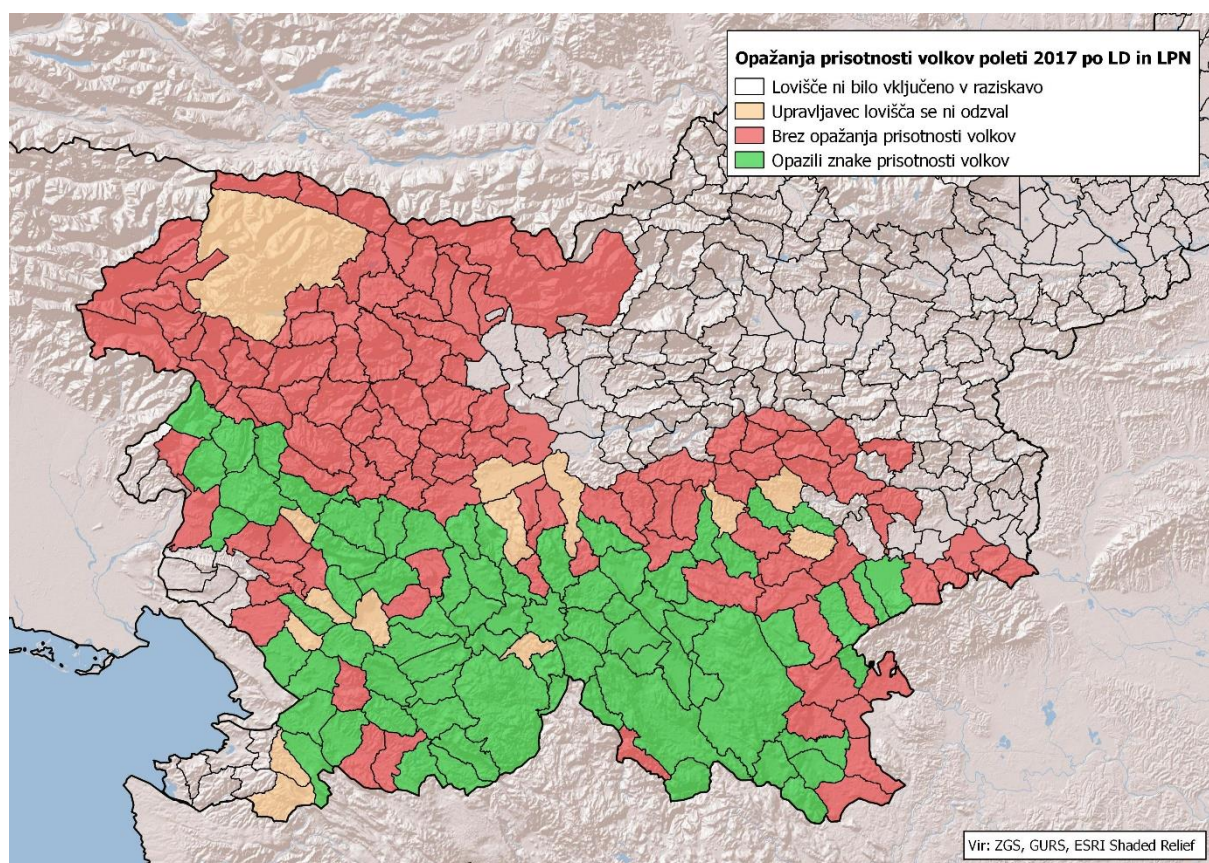 Opažanja prisotnosti volkov poleti 2017 po LD in LPN
Lovišče ni bilo vključeno v raziskavo
Upravljavec lovišča se ni odzval
Brez opažanja prisotnosti volkov
Opazili znake prisotnosti volkov
Vir: ZGS, GURS, ESRI Shaded Relief